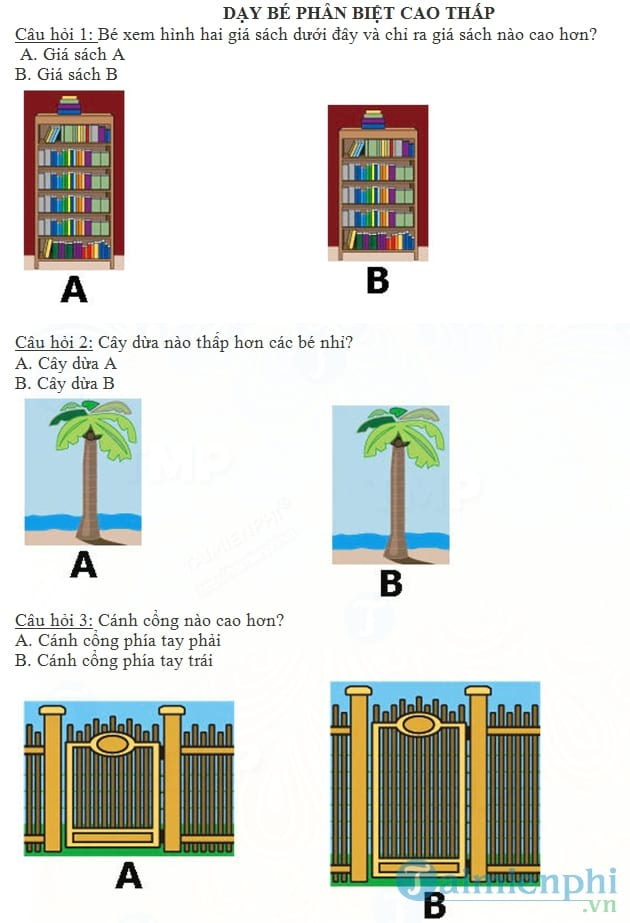 DẠY BÉ PHÂN BIỆT CAO THẤP
Câu hỏi 1: Bé xem hình hai giá sách dưới đây và chỉ ra giá sách nào cao hơn?
A. Giá sách A
B. Giá sách B
A
B
Câu hỏi 2: Cây dừa nào thấp hơn các bé nhỉ?
A. Cây dừa A
B. Cây dừa B
A
B
Câu hỏi 3: Cánh cổng nào cao hơn?
A. Cánh cổng phía tay phải
B. Cánh cổng phía tay trái
A
B
Taimienphi
.vn